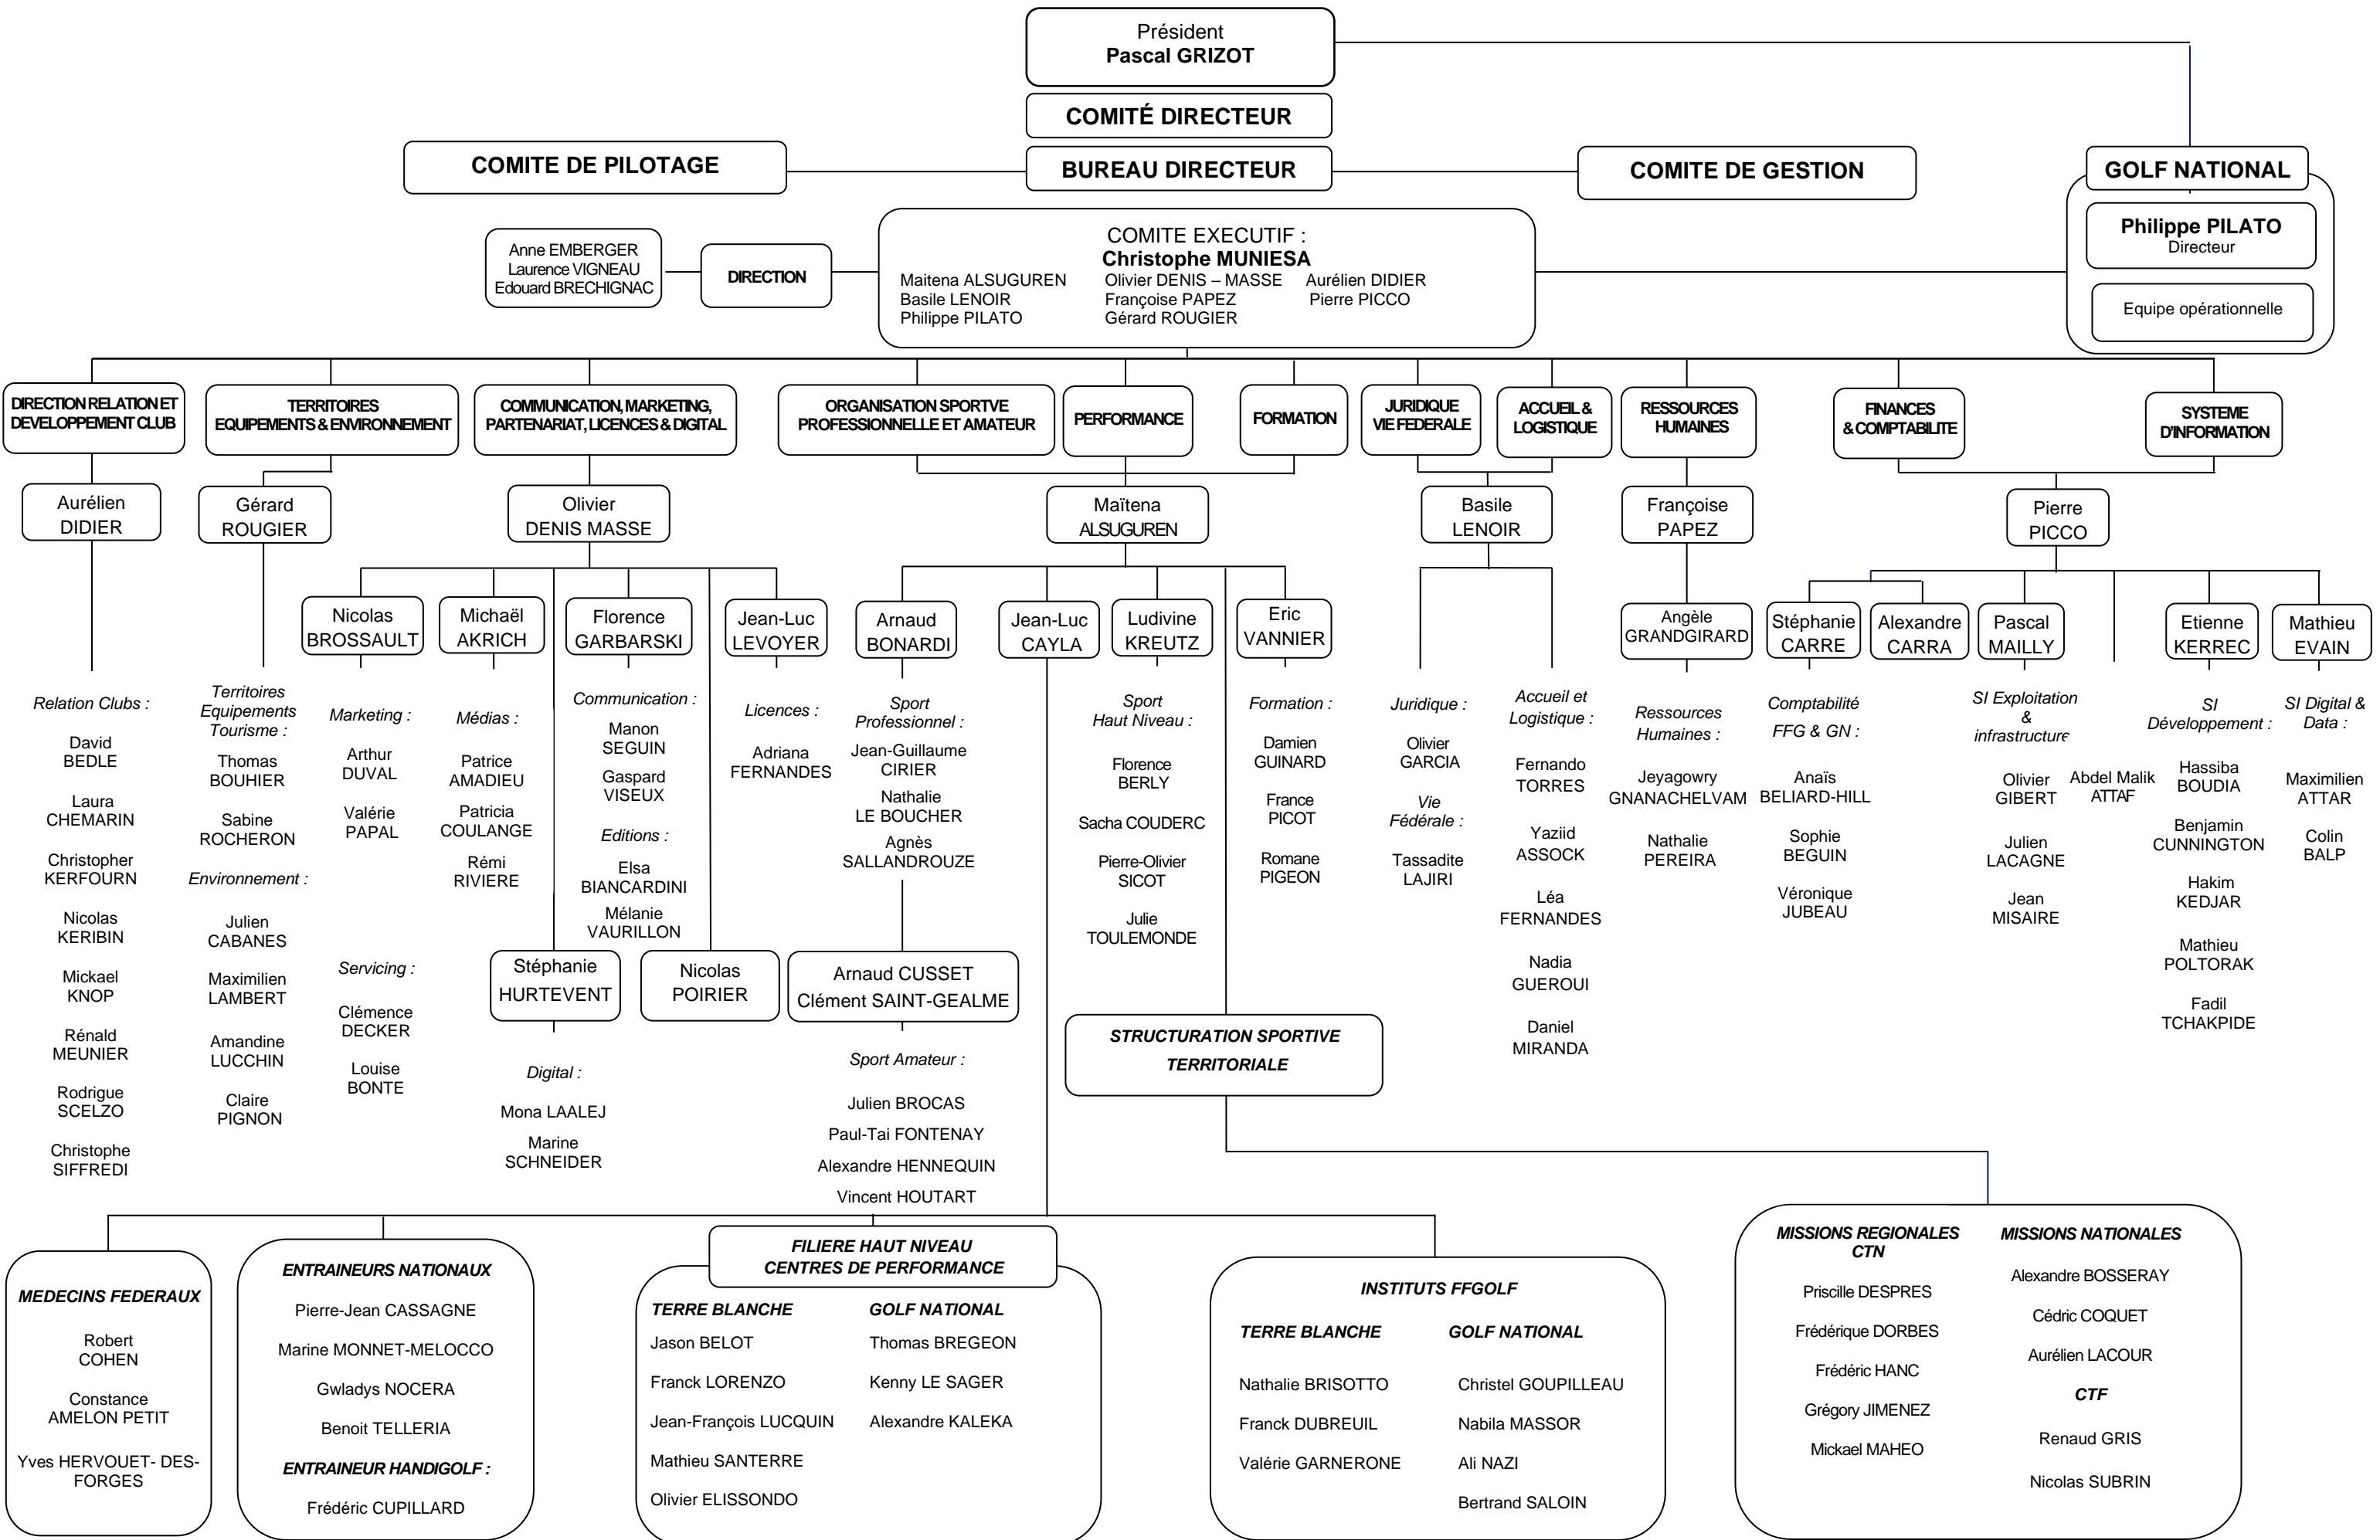 Président
Pascal GRIZOT
COMITÉ DIRECTEUR
COMITE DE PILOTAGE
BUREAU DIRECTEUR
COMITE DE GESTION
GOLF NATIONAL
Philippe PILATO
Directeur
Equipe opérationnelle
Anne EMBERGER
Laurence VIGNEAU
Edouard BRECHIGNAC
DIRECTION
COMITE EXECUTIF :
Christophe MUNIESA
Maitena ALSUGUREN Olivier DENIS – MASSE Aurélien DIDIER
Basile LENOIR Françoise PAPEZ Pierre PICCO
Philippe PILATO Gérard ROUGIER
DIRECTION RELATION ET
DEVELOPPEMENT CLUB
TERRITOIRES
EQUIPEMENTS & ENVIRONNEMENT
COMMUNICATION, MARKETING,
PARTENARIAT, LICENCES & DIGITAL
ORGANISATION SPORTVE
PROFESSIONNELLE ET AMATEUR
PERFORMANCE
FORMATION
JURIDIQUE
VIE FEDERALE
ACCUEIL &
LOGISTIQUE
RESSOURCES
HUMAINES
FINANCES
& COMPTABILITE
SYSTEME
D'INFORMATION
Aurélien
DIDIER
Gérard
ROUGIER
Olivier
DENIS MASSE
Maïtena
ALSUGUREN
Basile
LENOIR
Françoise
PAPEZ
Pierre
PICCO
Nicolas
BROSSAULT
Michaël
AKRICH
Florence
GARBARSKI
Jean-Luc
LEVOYER
Arnaud
BONARDI
Jean-Luc
CAYLA
Ludivine
KREUTZ
Eric
VANNIER
Angèle
GRANDGIRARD
Stéphanie
CARRE
Alexandre
CARRA
Pascal
MAILLY
Etienne
KERREC
Mathieu
EVAIN
Relation Clubs :
David
BEDLE
Laura
CHEMARIN
Christopher
KERFOURN
Nicolas
KERIBIN
Mickael
KNOP
Rénald
MEUNIER
Rodrigue
SCELZO
Christophe
SIFFREDI
Territoires
Equipements
Tourisme :
Thomas
BOUHIER
Sabine
ROCHERON
Environnement :
Julien
CABANES
Maximilien
LAMBERT
Amandine
LUCCHIN
Claire
PIGNON
Marketing :
Arthur
DUVAL
Valérie
PAPAL
Servicing :
Clémence
DECKER
Louise
BONTE
Médias :
Patrice
AMADIEU
Patricia
COULANGE
Rémi
RIVIERE
Stéphanie
HURTEVENT
Digital :
Mona LAALEJ
Marine
SCHNEIDER
Communication :
Manon
SEGUIN
Gaspard
VISEUX
Editions :
Elsa
BIANCARDINI
Mélanie
VAURILLON
Nicolas
POIRIER
Licences :
Adriana
FERNANDES
Sport
Professionnel :
Jean-Guillaume
CIRIER
Nathalie
LE BOUCHER
Agnès
SALLANDROUZE
Arnaud CUSSET
Clément SAINT-GEALME
Sport Amateur :
Julien BROCAS
Paul-Tai FONTENAY
Alexandre HENNEQUIN
Vincent HOUTART
Sport
Haut Niveau :
Florence
BERLY
Sacha COUDERC
Pierre-Olivier
SICOT
Julie
TOULEMONDE
STRUCTURATION SPORTIVE
TERRITORIALE
Formation :
Damien
GUINARD
France
PICOT
Romane
PIGEON
Juridique :
Olivier
GARCIA
Vie
Fédérale :
Tassadite
LAJIRI
Accueil et
Logistique :
Fernando
TORRES
Yaziid
ASSOCK
Léa
FERNANDES
Nadia
GUEROUI
Daniel
MIRANDA
Ressources
Humaines :
Jeyagowry
GNANACHELVAM
Nathalie
PEREIRA
Comptabilité
FFG & GN :
Anaïs
BELIARD-HILL
Sophie
BEGUIN
Véronique
JUBEAU
SI Exploitation
&
infrastructure
Olivier
GIBERT
Julien
LACAGNE
Jean
MISAIRE
Abdel Malik
ATTAF
SI
Développement :
Hassiba
BOUDIA
Benjamin
CUNNINGTON
Hakim
KEDJAR
Mathieu
POLTORAK
Fadil
TCHAKPIDE
SI Digital &
Data :
Maximilien
ATTAR
Colin
BALP
MEDECINS FEDERAUX
Robert
COHEN
Constance
AMELON PETIT
Yves HERVOUET- DES-
FORGES
ENTRAINEURS NATIONAUX
Pierre-Jean CASSAGNE
Marine MONNET-MELOCCO
Gwladys NOCERA
Benoit TELLERIA
ENTRAINEUR HANDIGOLF :
Frédéric CUPILLARD
FILIERE HAUT NIVEAU
CENTRES DE PERFORMANCE
TERRE BLANCHE
Jason BELOT
Franck LORENZO
Jean-François LUCQUIN
Mathieu SANTERRE
Olivier ELISSONDO
GOLF NATIONAL
Thomas BREGEON
Kenny LE SAGER
Alexandre KALEKA
INSTITUTS FFGOLF
TERRE BLANCHE
Nathalie BRISOTTO
Franck DUBREUIL
Valérie GARNERONE
GOLF NATIONAL
Christel GOUPILLEAU
Nabila MASSOR
Ali NAZI
Bertrand SALOIN
MISSIONS REGIONALES
CTN
Priscille DESPRES
Frédérique DORBES
Frédéric HANC
Grégory JIMENEZ
Mickael MAHEO
MISSIONS NATIONALES
Alexandre BOSSERAY
Cédric COQUET
Aurélien LACOUR
CTF
Renaud GRIS
Nicolas SUBRIN